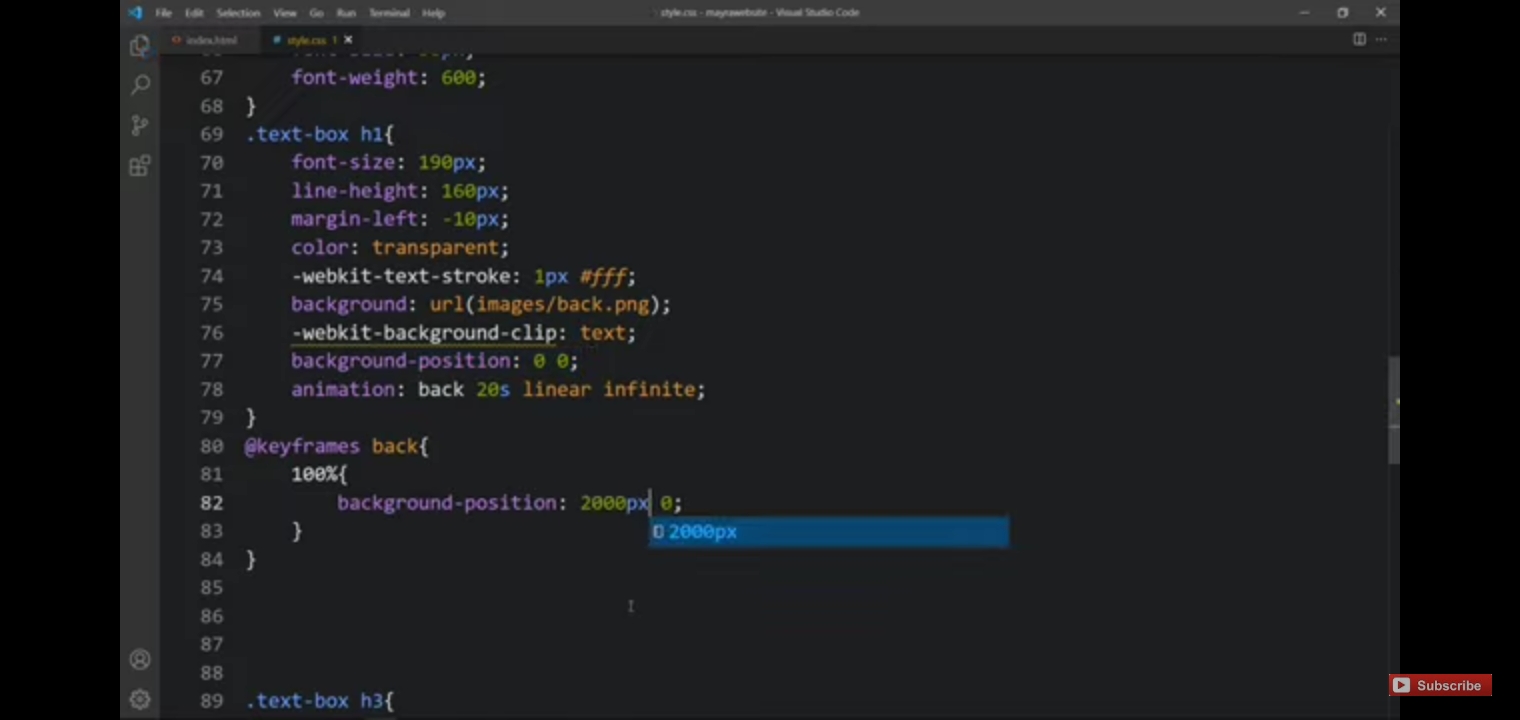 File Edit Selection View Go Run Terminal Help
style.css - mayrawebsite - Visual Studio Code
index.html
style.css 1
67 font-weight: 600;
68 }
69 .text-box h1{
70 font-size: 190px;
71 line-height: 160px;
72 margin-left: -10px;
73 color: transparent;
74 -webkit-text-stroke: 1px #fff;
75 background: url(images/back.png);
76 -webkit-background-clip: text;
77 background-position: 0 0;
78 animation: back 20s linear infinite;
79 }
80 @keyframes back{
81 100%{
82 background-position: 2000px 0;
2000px
83 }
84 }
85
86
87
88
89 .text-box h3{
Subscribe